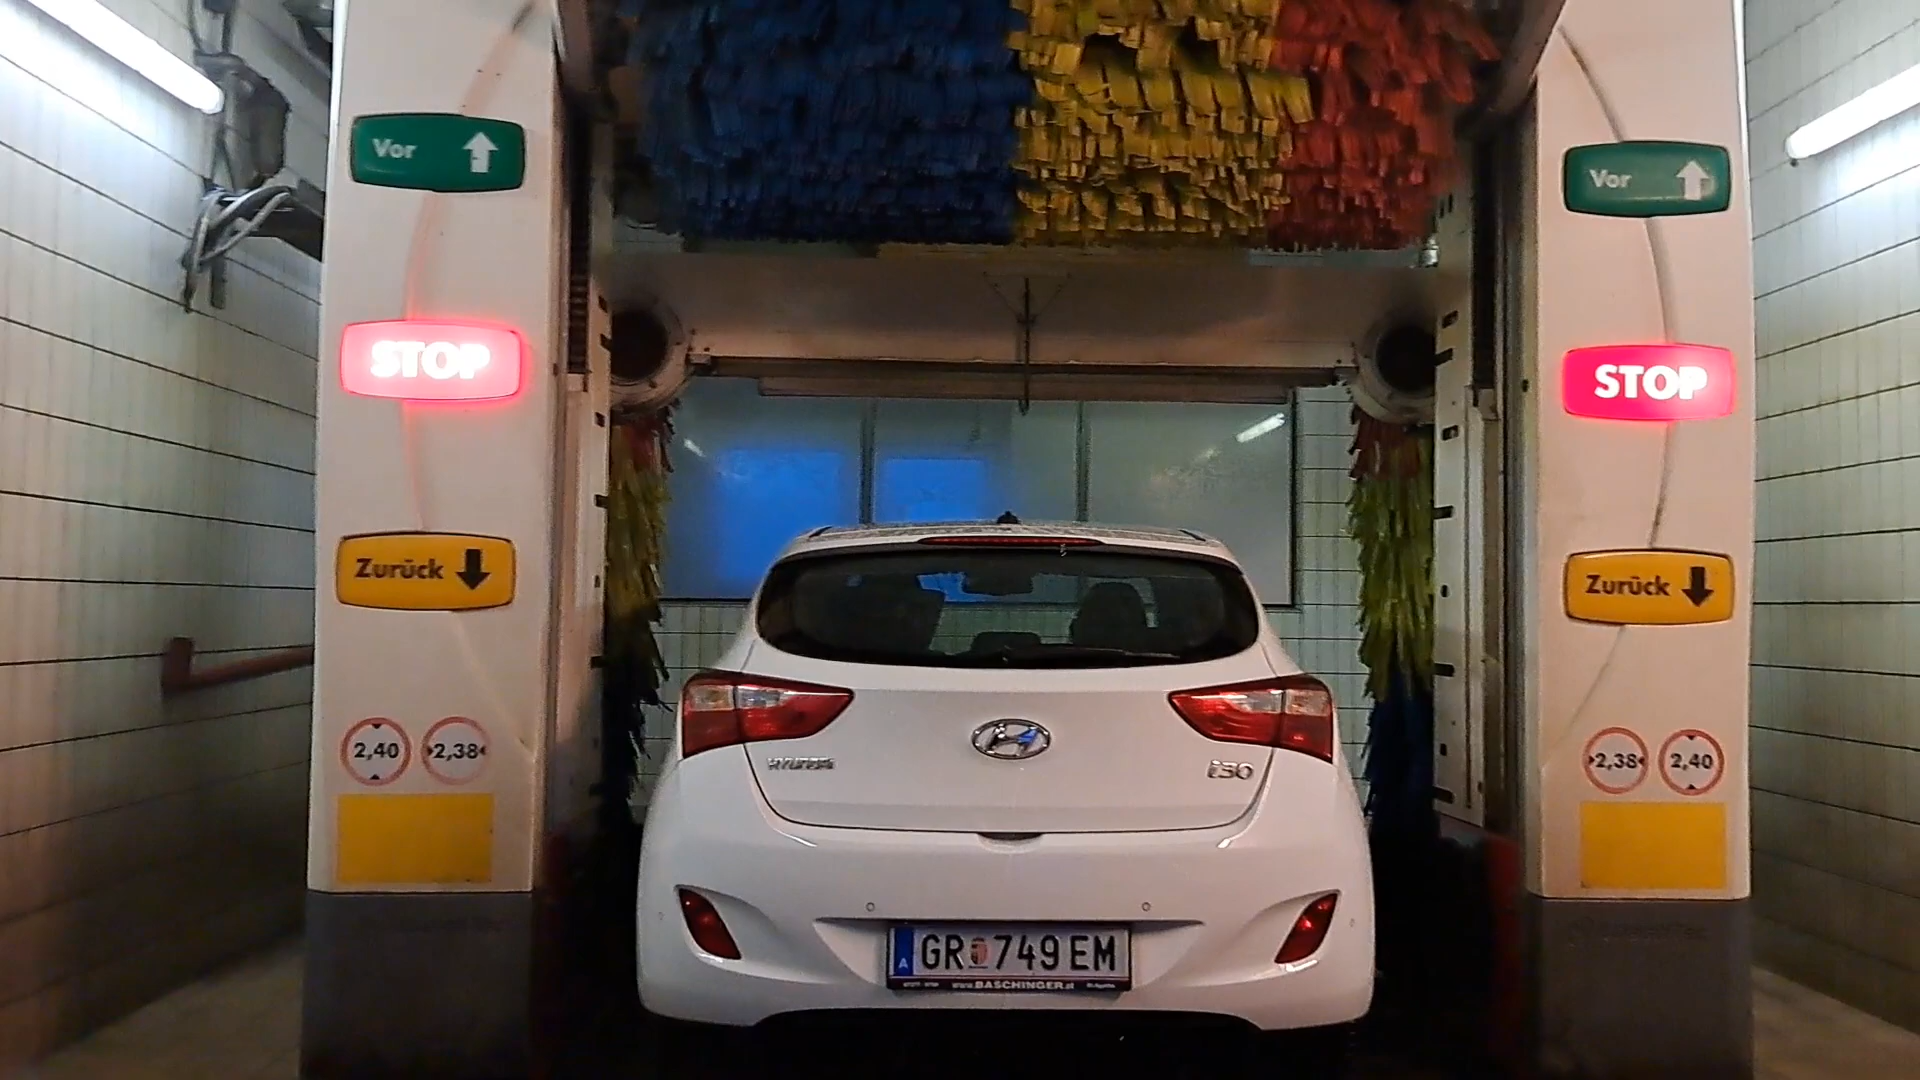 Vor
Vor
STOP
STOP
Zurück
Zurück
2,40
2,38
2,38
2,40
HYUNDAI
i30
A
GR 749 EM
www.BASCHINGER.at